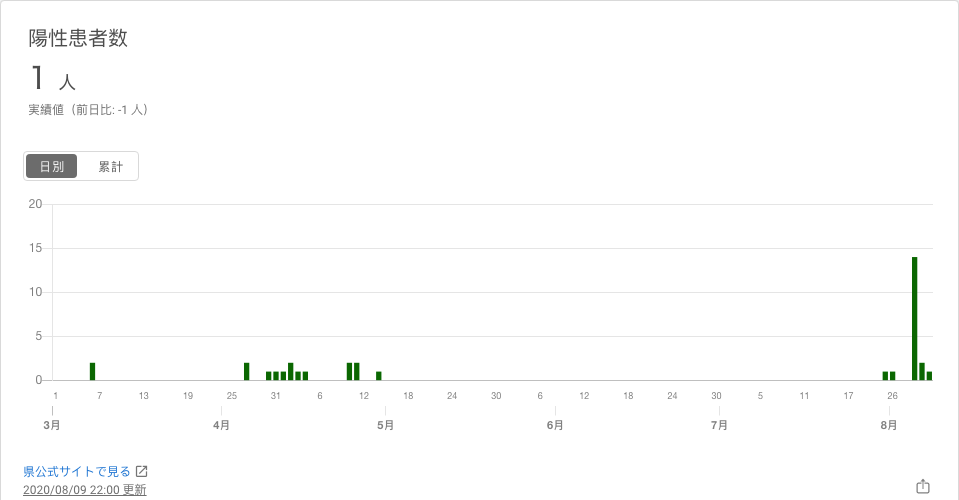 陽性患者数
1 人
実績値（前日比: -1 人）
日別 累計
20
15
10
5
0
1 7 13 19 25 31 6 12 18 24 30 6 12 18 24 30 5 11 17 26
3月 4月 5月 6月 7月 8月
県公式サイトで見る
2020/08/09 22:00 更新